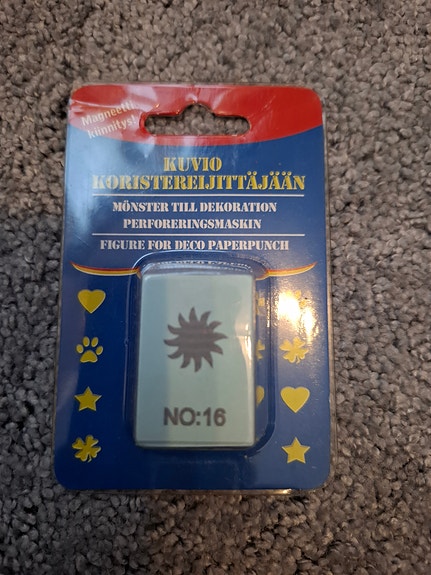 Magneetti
kiinnitys!
KUVIO
KORISTEREIJITTÄJÄÄN
MÖNSTER TILL DEKORATION
PERFORERINGSMASKIN
FIGURE FOR DECO PAPERPUNCH
NO:16